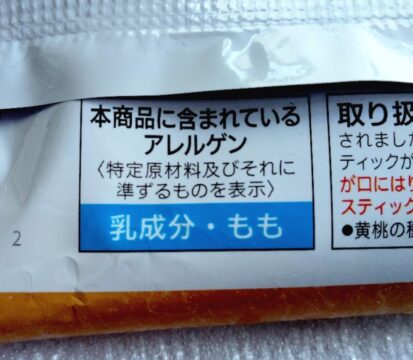 本商品に含まれている
アレルゲン
〈特定原材料及びそれに
準ずるものを表示〉
乳成分・もも
2
取り扱
されました
ティックが
が口には
スティック
●黄桃の種